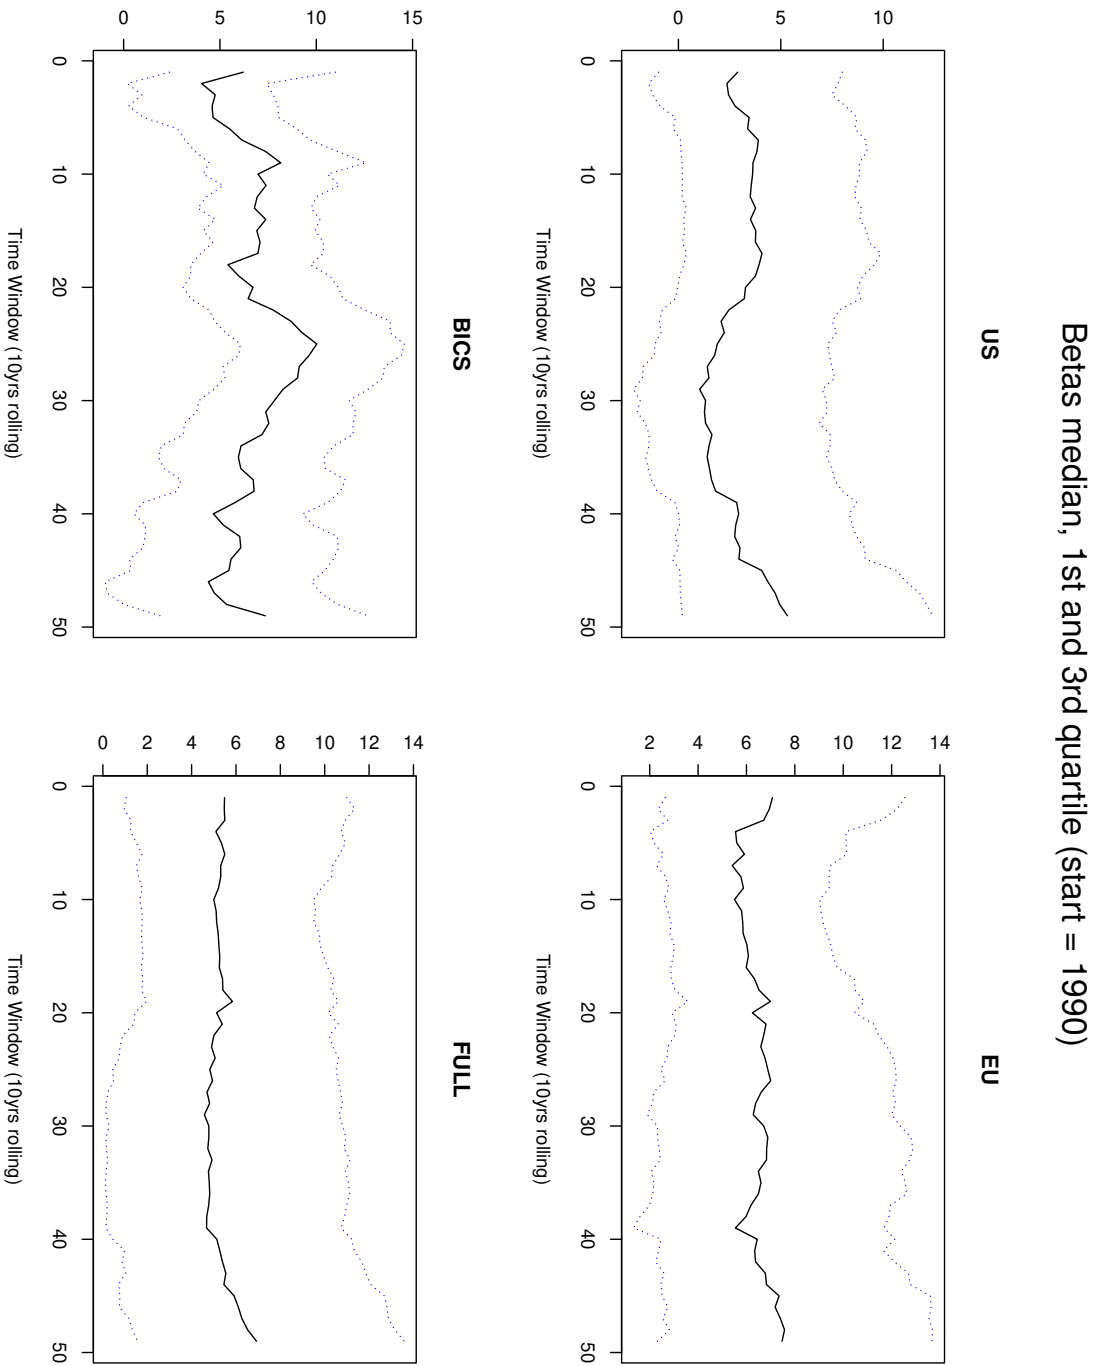 Betas median, 1st and 3rd quartile (start = 1990)
US
0 5 10
0 10 20 30 40 50
Time Window (10yrs rolling)
EU
2 4 6 8 10 12 14
0 10 20 30 40 50
Time Window (10yrs rolling)
BICS
0 5 10 15
0 10 20 30 40 50
Time Window (10yrs rolling)
FULL
0 2 4 6 8 10 12 14
0 10 20 30 40 50
Time Window (10yrs rolling)